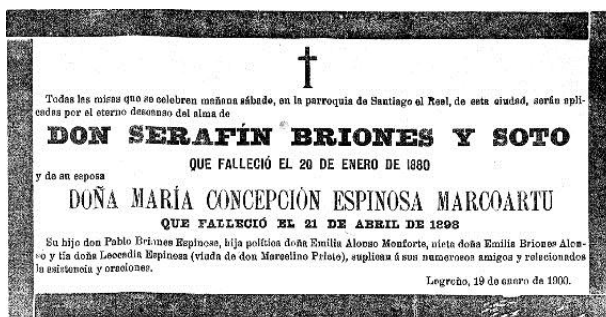 Todas las misas que se celebren mañana sábado, en la parroquia de Santiago el Real, de esta ciudad, serán apli-
cadas por el eterno descanso del alma de
DON SERAFÍN BRIONES Y SOTO
QUE FALLECIÓ EL 20 DE ENERO DE 1880
y de su esposa
DOÑA MARÍA CONCEPCIÓN ESPINOSA MARCOARTU
QUE FALLECIÓ EL 21 DE ABRIL DE 1898
Su hijo don Pablo Briones Espinosa, hija política doña Emilia Alonso Monforte, nieta doña Emilia Briones Alon-
so y tía doña Leocadia Espinosa (viuda de don Marcelino Prieto), suplican á sus numerosos amigos y relacionados
la asistencia y oraciones.
Logroño, 19 de enero de 1900.